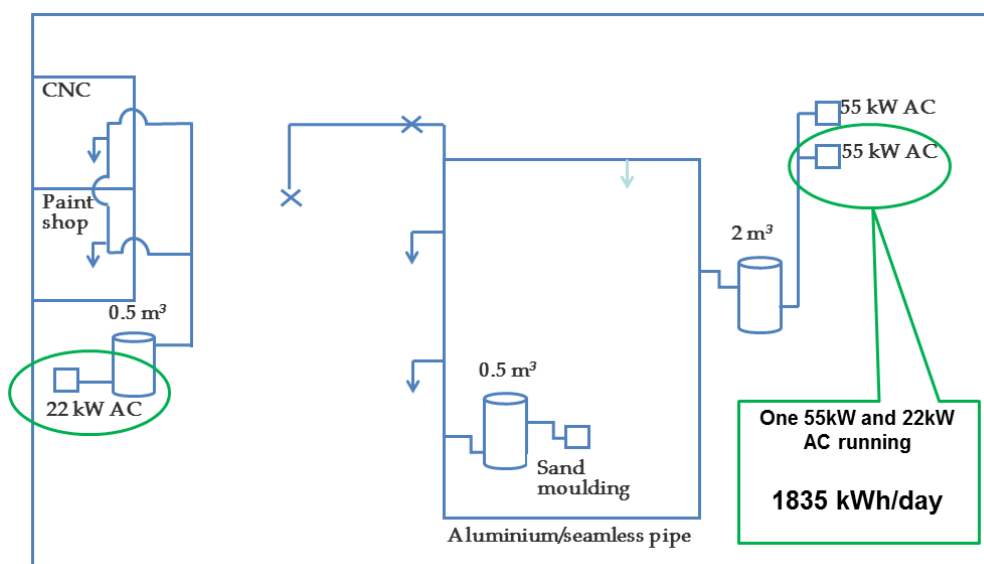 CNC
Paint
shop
0.5 m³
22 kW AC
55 kW AC
55 kW AC
2 m³
0.5 m³
Sand
moulding
Aluminium/seamless pipe
One 55kW and 22kW
AC running
1835 kWh/day